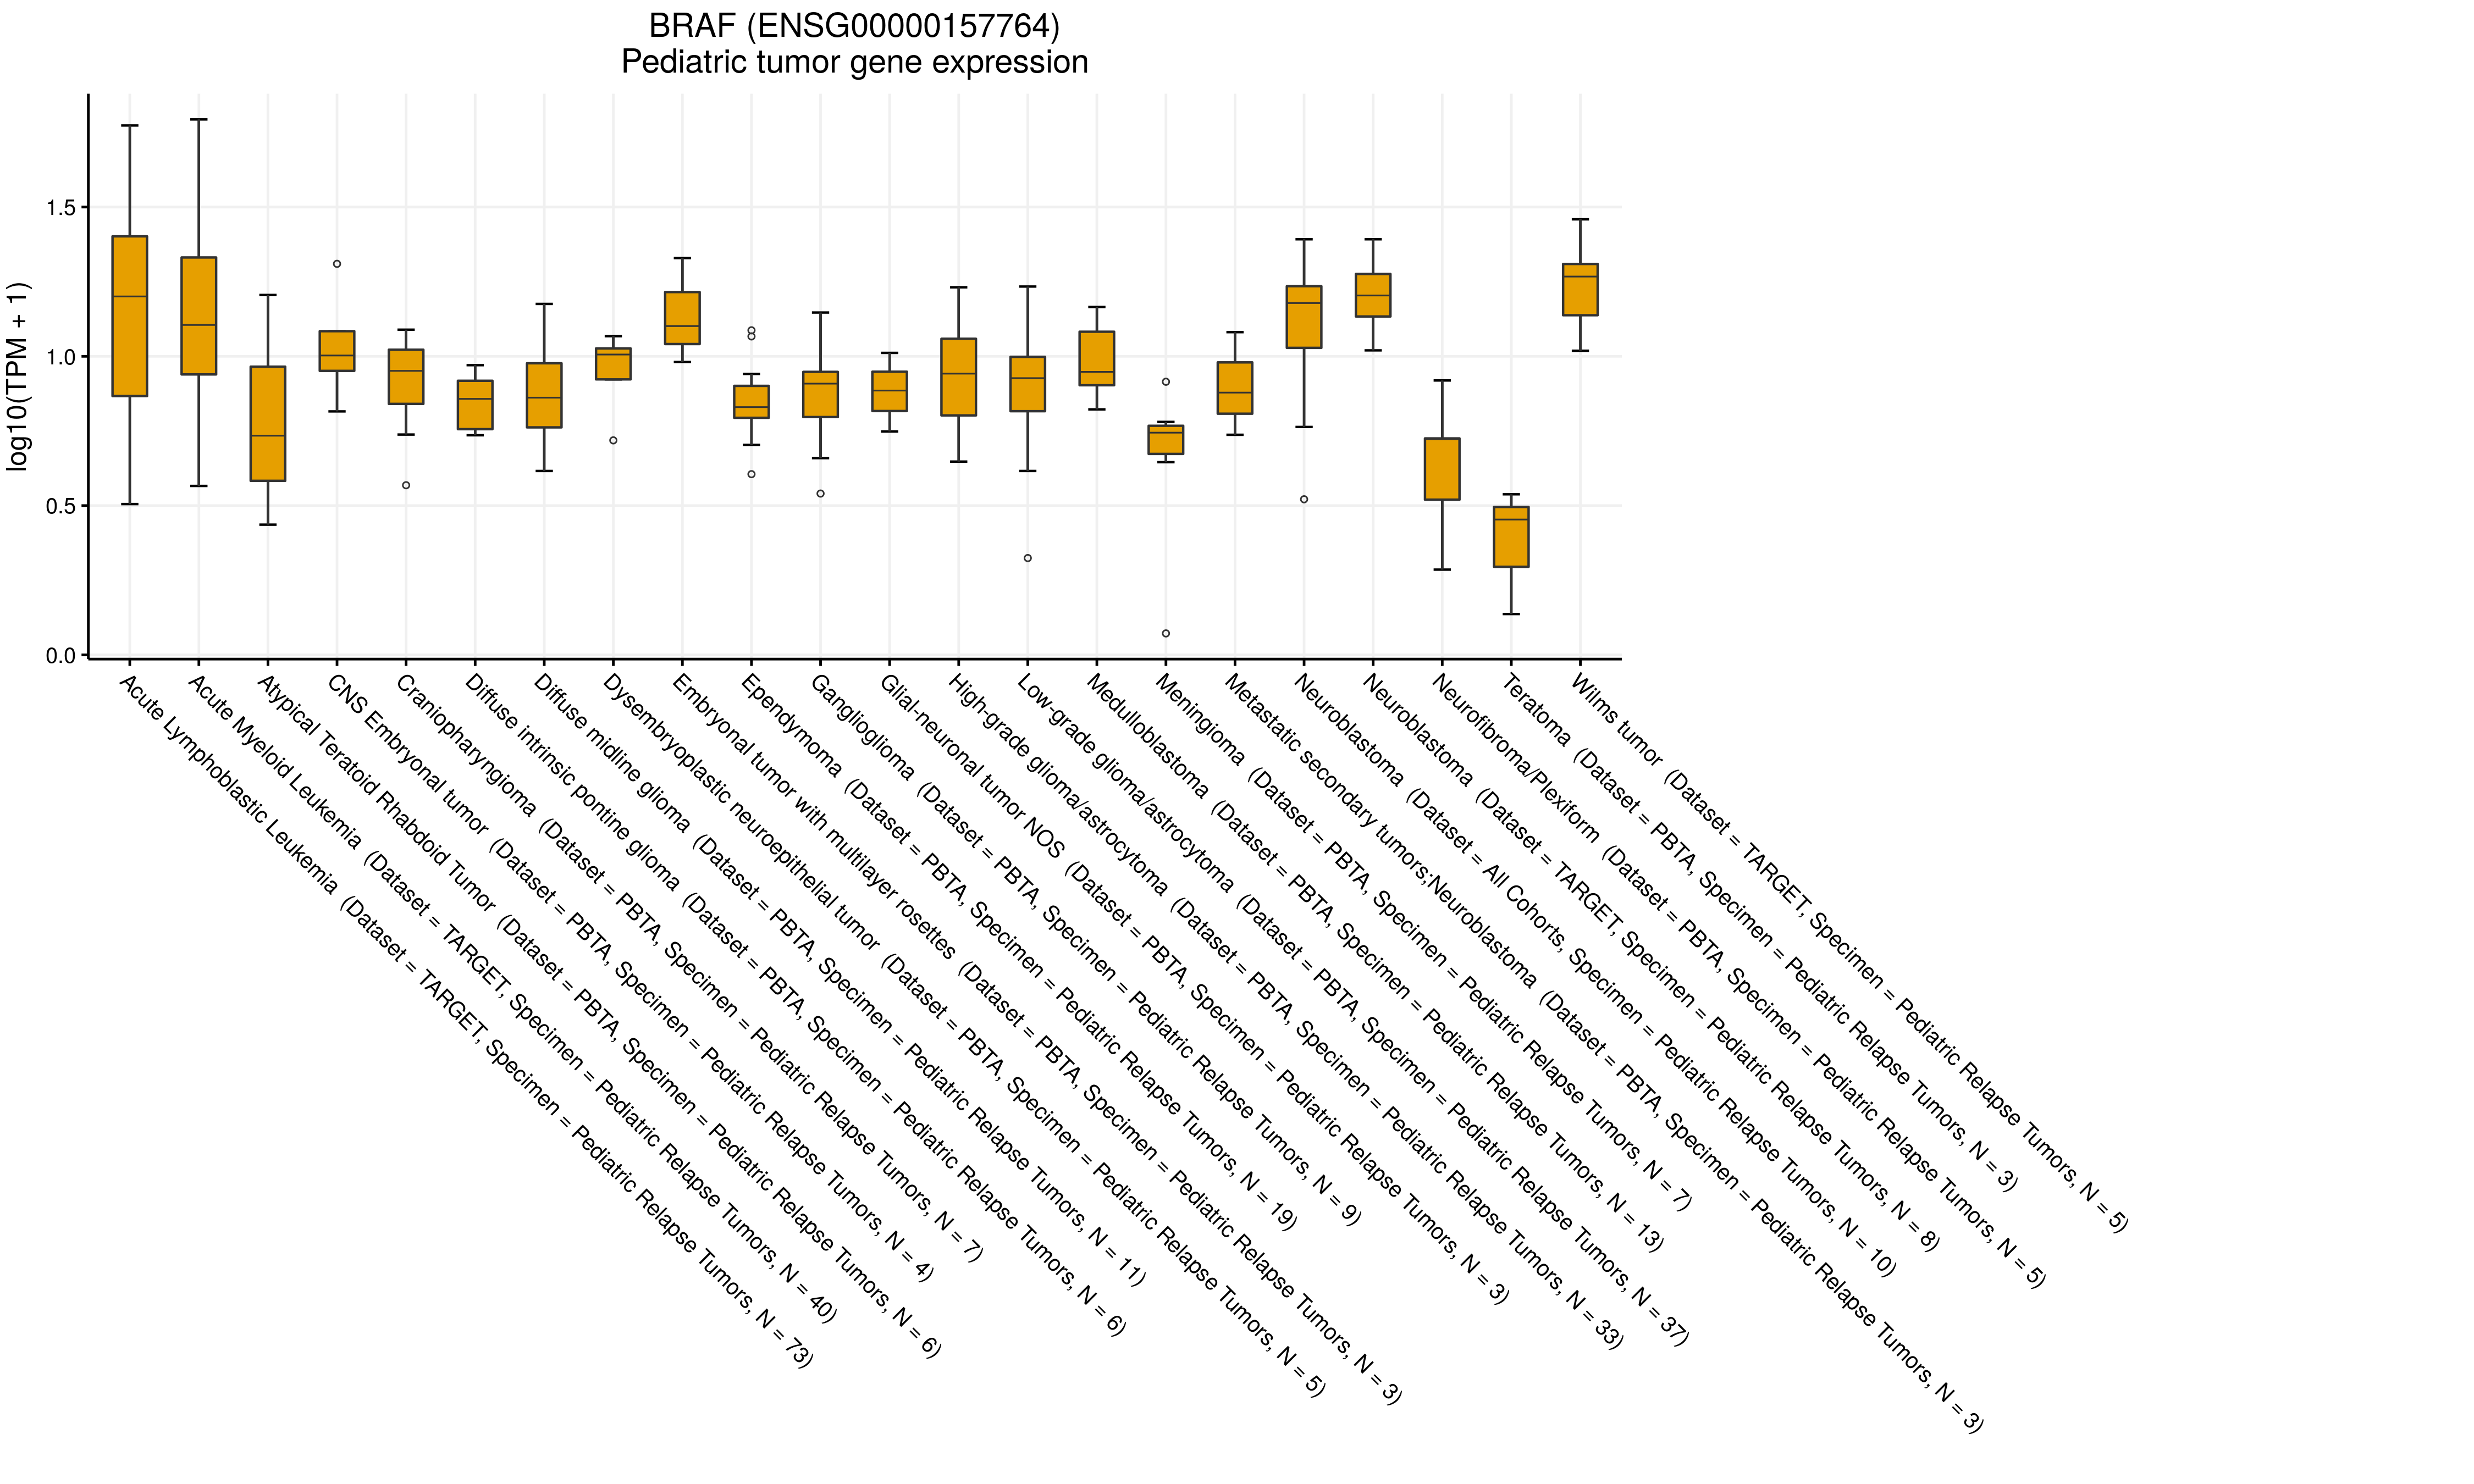 BRAF (ENSG00000157764)
Pediatric tumor gene expression
log10(TPM + 1)
1.5
1.0
0.5
0.0
Acute Lymphoblastic Leukemia (Dataset = TARGET, Specimen = Pediatric Relapse Tumors, N = 73)
Acute Myeloid Leukemia (Dataset = TARGET, Specimen = Pediatric Relapse Tumors, N = 40)
Atypical Teratoid Rhabdoid Tumor (Dataset = PBTA, Specimen = Pediatric Relapse Tumors, N = 6)
CNS Embryonal tumor (Dataset = PBTA, Specimen = Pediatric Relapse Tumors, N = 4)
Craniopharyngioma (Dataset = PBTA, Specimen = Pediatric Relapse Tumors, N = 7)
Diffuse intrinsic pontine glioma (Dataset = PBTA, Specimen = Pediatric Relapse Tumors, N = 6)
Diffuse midline glioma (Dataset = PBTA, Specimen = Pediatric Relapse Tumors, N = 11)
Dysembryoplastic neuroepithelial tumor (Dataset = PBTA, Specimen = Pediatric Relapse Tumors, N = 5)
Embryonal tumor with multilayer rosettes (Dataset = PBTA, Specimen = Pediatric Relapse Tumors, N = 3)
Ependymoma (Dataset = PBTA, Specimen = Pediatric Relapse Tumors, N = 19)
Ganglioglioma (Dataset = PBTA, Specimen = Pediatric Relapse Tumors, N = 9)
Glial-neuronal tumor NOS (Dataset = PBTA, Specimen = Pediatric Relapse Tumors, N = 3)
High-grade glioma/astrocytoma (Dataset = PBTA, Specimen = Pediatric Relapse Tumors, N = 33)
Low-grade glioma/astrocytoma (Dataset = PBTA, Specimen = Pediatric Relapse Tumors, N = 37)
Medulloblastoma (Dataset = PBTA, Specimen = Pediatric Relapse Tumors, N = 13)
Meningioma (Dataset = PBTA, Specimen = Pediatric Relapse Tumors, N = 7)
Metastatic secondary tumors;Neuroblastoma (Dataset = PBTA, Specimen = Pediatric Relapse Tumors, N = 3)
Neuroblastoma (Dataset = All Cohorts, Specimen = Pediatric Relapse Tumors, N = 10)
Neuroblastoma (Dataset = TARGET, Specimen = Pediatric Relapse Tumors, N = 8)
Neurofibroma/Plexiform (Dataset = PBTA, Specimen = Pediatric Relapse Tumors, N = 5)
Teratoma (Dataset = PBTA, Specimen = Pediatric Relapse Tumors, N = 3)
Wilms tumor (Dataset = TARGET, Specimen = Pediatric Relapse Tumors, N = 5)